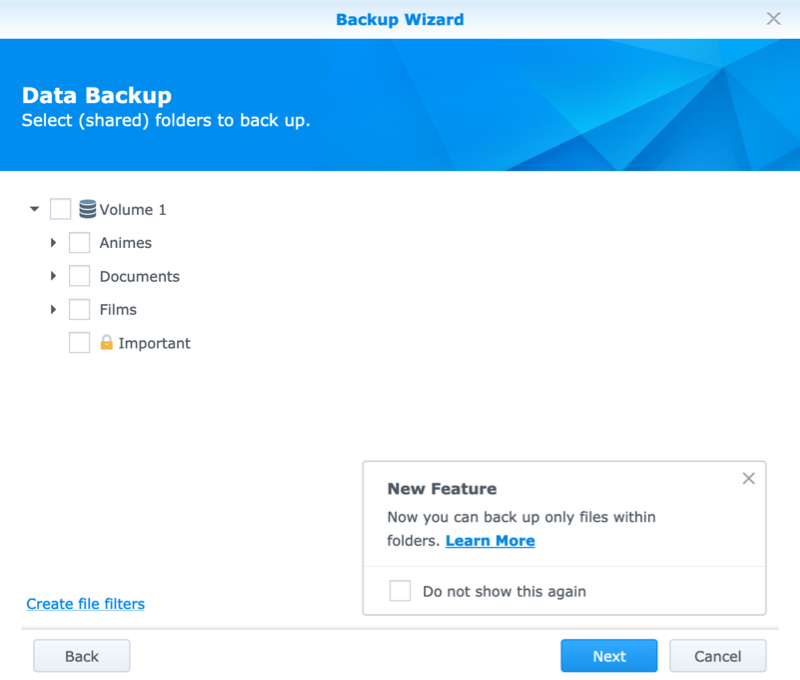 Backup Wizard
Data Backup
Select (shared) folders to back up.
Volume 1
Animes
Documents
Films
Important
New Feature
Now you can back up only files within
folders. Learn More
Do not show this again
Create file filters
Back
Next
Cancel